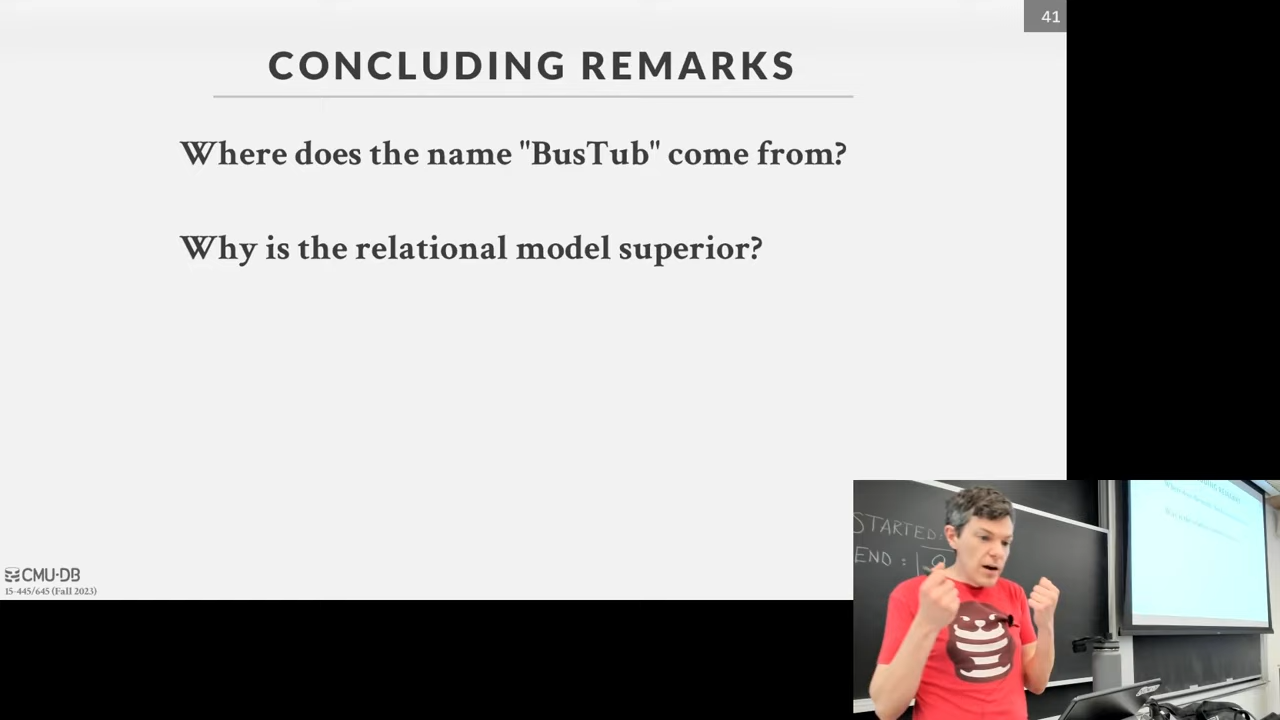 41
CONCLUDING REMARKS
Where does the name "BusTub" come from?
Why is the relational model superior?
CMU·DB
15-445/645 (Fall 2023)
STARTED:
END :